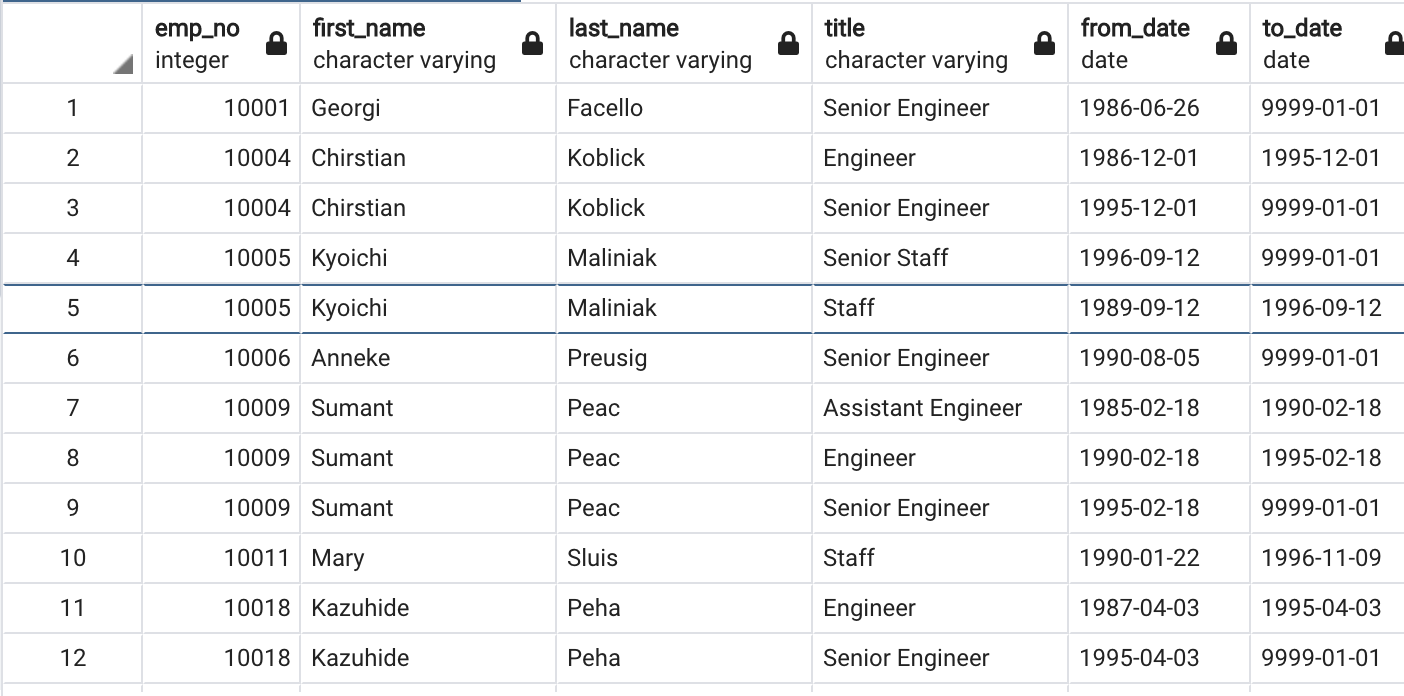 emp_no first_name last_name title from_date to_date
integer character varying character varying character varying date date
1 10001 Georgi Facello Senior Engineer 1986-06-26 9999-01-01
2 10004 Chirstian Koblick Engineer 1986-12-01 1995-12-01
3 10004 Chirstian Koblick Senior Engineer 1995-12-01 9999-01-01
4 10005 Kyoichi Maliniak Senior Staff 1996-09-12 9999-01-01
5 10005 Kyoichi Maliniak Staff 1989-09-12 1996-09-12
6 10006 Anneke Preusig Senior Engineer 1990-08-05 9999-01-01
7 10009 Sumant Peac Assistant Engineer 1985-02-18 1990-02-18
8 10009 Sumant Peac Engineer 1990-02-18 1995-02-18
9 10009 Sumant Peac Senior Engineer 1995-02-18 9999-01-01
10 10011 Mary Sluis Staff 1990-01-22 1996-11-09
11 10018 Kazuhide Peha Engineer 1987-04-03 1995-04-03
12 10018 Kazuhide Peha Senior Engineer 1995-04-03 9999-01-01